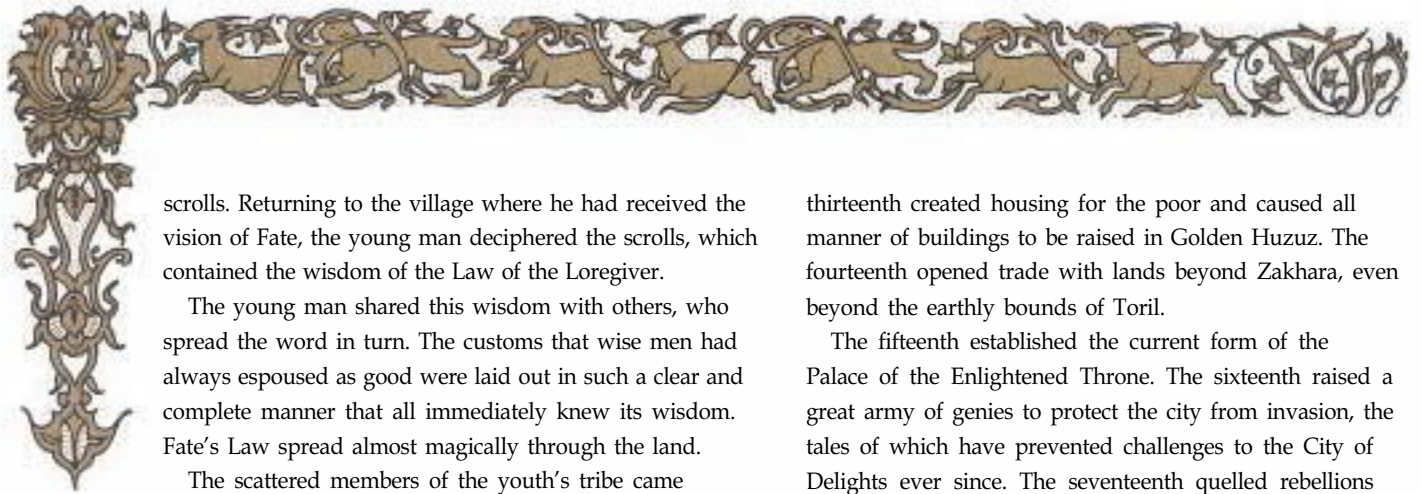 scrolls. Returning to the village where he had received the
vision of Fate, the young man deciphered the scrolls, which
contained the wisdom of the Law of the Loregiver.
The young man shared this wisdom with others, who
spread the word in turn. The customs that wise men had
always espoused as good were laid out in such a clear and
complete manner that all immediately knew its wisdom.
Fate’s Law spread almost magically through the land.
The scattered members of the youth’s tribe came
thirteenth created housing for the poor and caused all
manner of buildings to be raised in Golden Huzuz. The
fourteenth opened trade with lands beyond Zakhara, even
beyond the earthly bounds of Toril.
The fifteenth established the current form of the
Palace of the Enlightened Throne. The sixteenth raised a
great army of genies to protect the city from invasion, the
tales of which have prevented challenges to the City of
Delights ever since. The seventeenth quelled rebellions